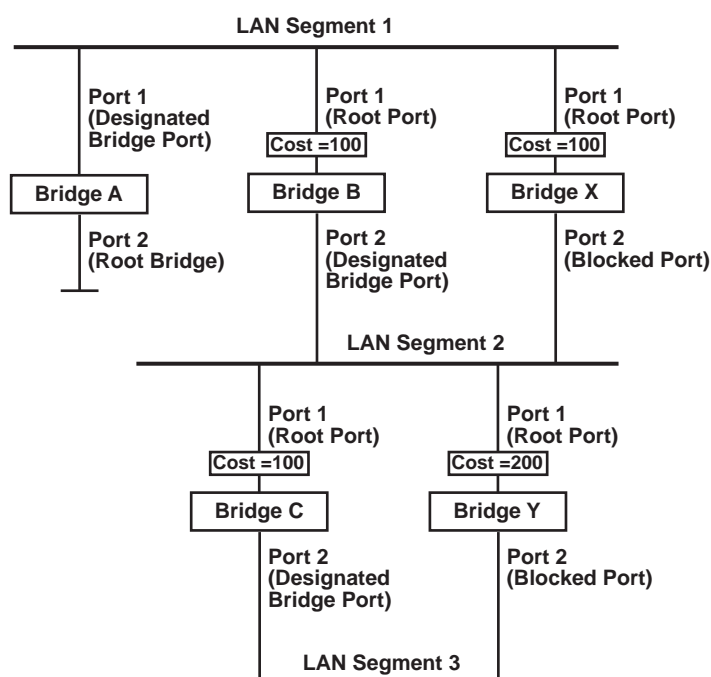 LAN Segment 1
Port 1
(Designated
Bridge Port)
Port 1
(Root Port)
Cost =100
Port 1
(Root Port)
Cost =100
Bridge A
Bridge B
Bridge X
Port 2
(Root Bridge)
Port 2
(Designated
Bridge Port)
Port 2
(Blocked Port)
LAN Segment 2
Port 1
(Root Port)
Cost =100
Port 1
(Root Port)
Cost =200
Bridge C
Bridge Y
Port 2
(Designated
Bridge Port)
Port 2
(Blocked Port)
LAN Segment 3